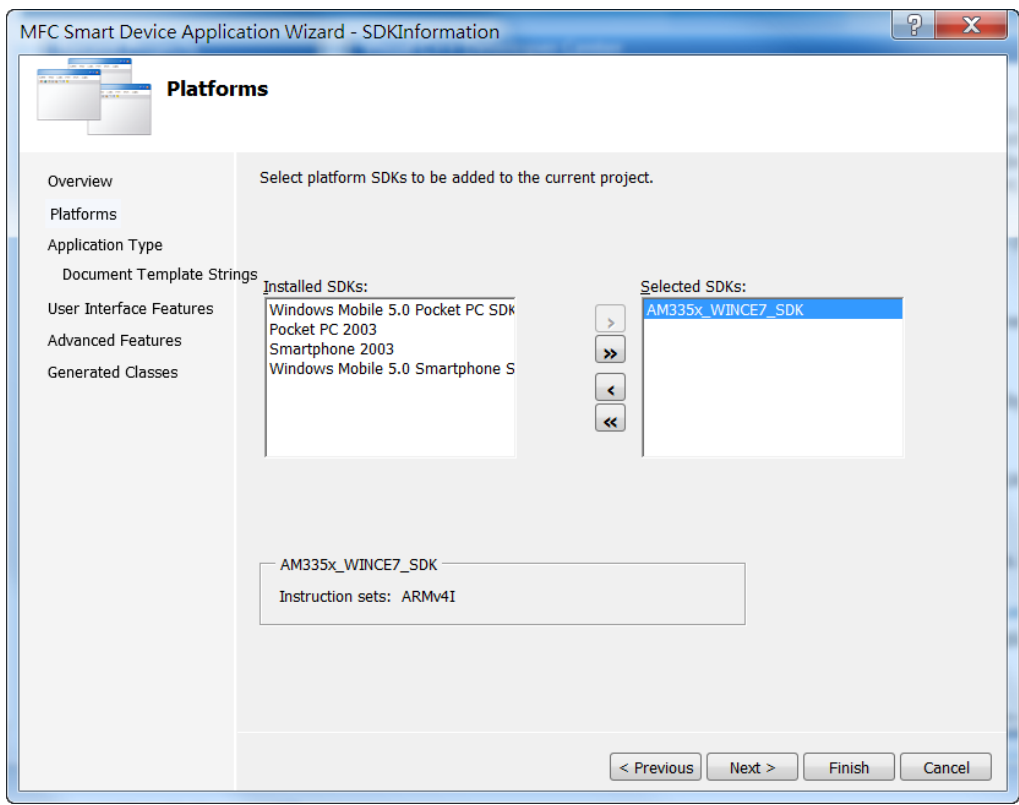 MFC Smart Device Application Wizard - SDKInformation
Platforms
Overview
Platforms
Application Type
Document Template Strings
User Interface Features
Advanced Features
Generated Classes
Select platform SDKs to be added to the current project.
Installed SDKs:
Windows Mobile 5.0 Pocket PC SDK
Pocket PC 2003
Smartphone 2003
Windows Mobile 5.0 Smartphone S
>
»
<
«
Selected SDKs:
AM335x_WINCE7_SDK
AM335x_WINCE7_SDK
Instruction sets: ARMv4I
< Previous
Next >
Finish
Cancel